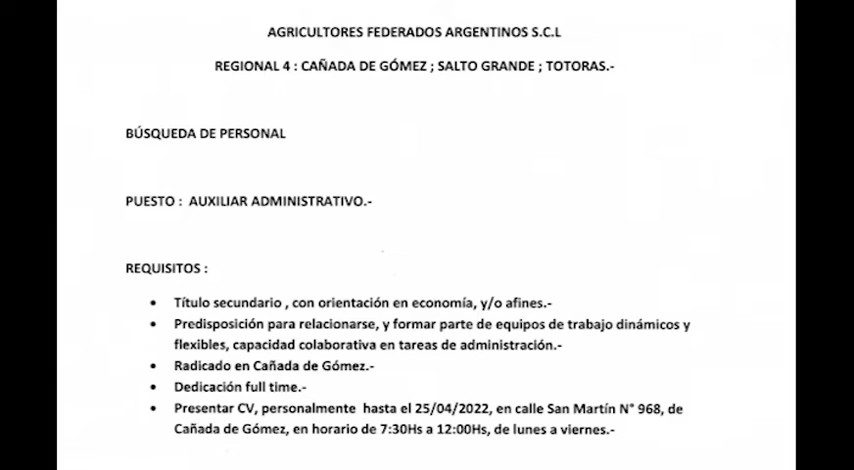 AGRICULTORES FEDERADOS ARGENTINOS S.C.L
REGIONAL 4 : CAÑADA DE GÓMEZ ; SALTO GRANDE ; TOTORAS.-
BÚSQUEDA DE PERSONAL
PUESTO : AUXILIAR ADMINISTRATIVO.-
REQUISITOS :
• Título secundario , con orientación en economía, y/o afines.-
• Predisposición para relacionarse, y formar parte de equipos de trabajo dinámicos y
flexibles, capacidad colaborativa en tareas de administración.-
• Radicado en Cañada de Gómez.-
• Dedicación full time.-
• Presentar CV, personalmente hasta el 25/04/2022, en calle San Martín N° 968, de
Cañada de Gómez, en horario de 7:30Hs a 12:00Hs, de lunes a viernes.-